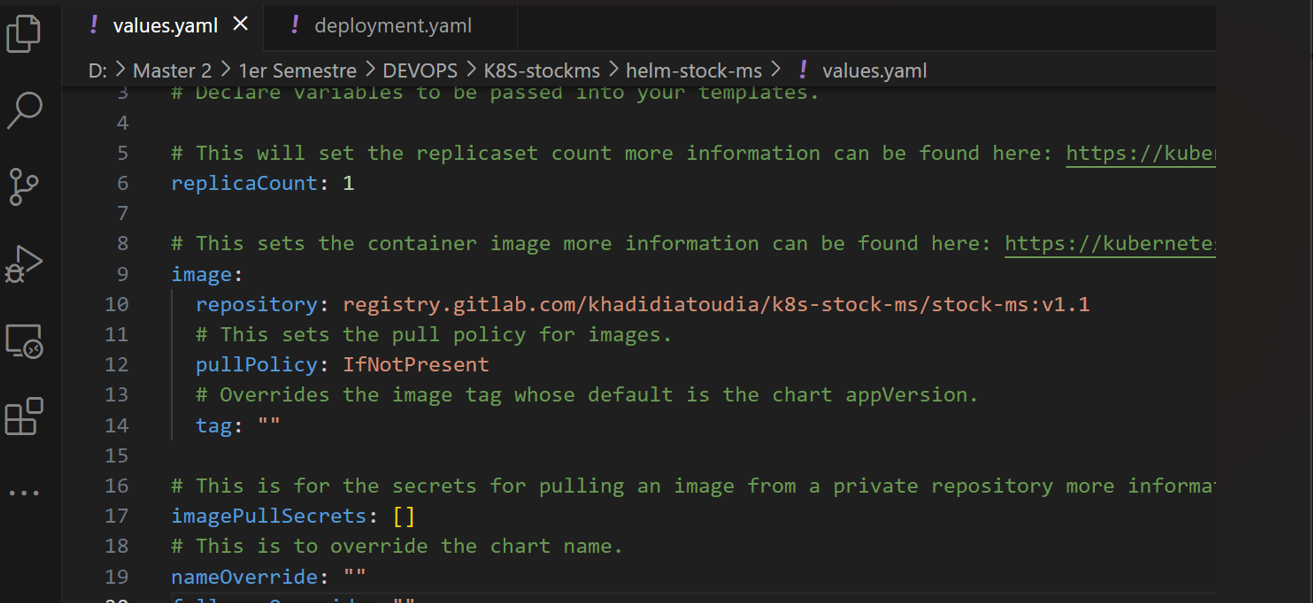 ! values.yaml ×
! deployment.yaml
D: > Master 2 > 1er Semestre > DEVOPS > K8S-stockms > helm-stock-ms > ! values.yaml
3 # Declare variables to be passed into your templates.
4
5 # This will set the replicaset count more information can be found here: https://kuber
6 replicaCount: 1
7
8 # This sets the container image more information can be found here: https://kubernetes
9 image:
10 repository: registry.gitlab.com/khadidiatoudia/k8s-stock-ms/stock-ms:v1.1
11 # This sets the pull policy for images.
12 pullPolicy: IfNotPresent
13 # Overrides the image tag whose default is the chart appVersion.
14 tag: ""
15
16 # This is for the secrets for pulling an image from a private repository more informat
17 imagePullSecrets: []
18 # This is to override the chart name.
19 nameOverride: ""